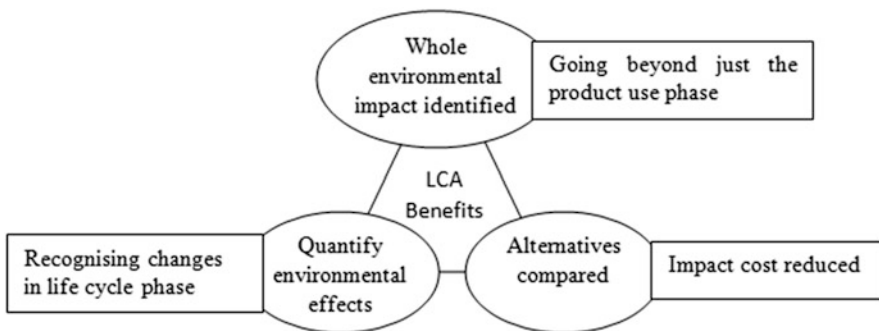 Whole
environmental
impact identified
Going beyond just the
product use phase
LCA
Benefits
Recognising changes
in life cycle phase
Quantify
environmental
effects
Alternatives
compared
Impact cost reduced